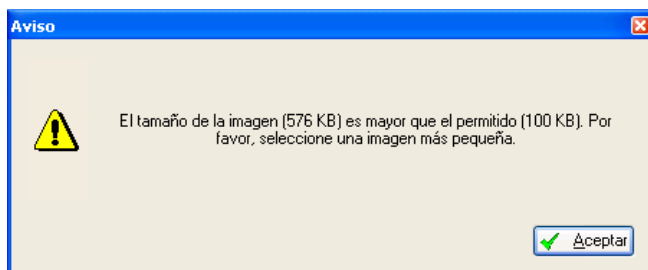 Aviso
El tamaño de la imagen (576 KB) es mayor que el permitido (100 KB). Por
favor, seleccione una imagen más pequeña.
Aceptar